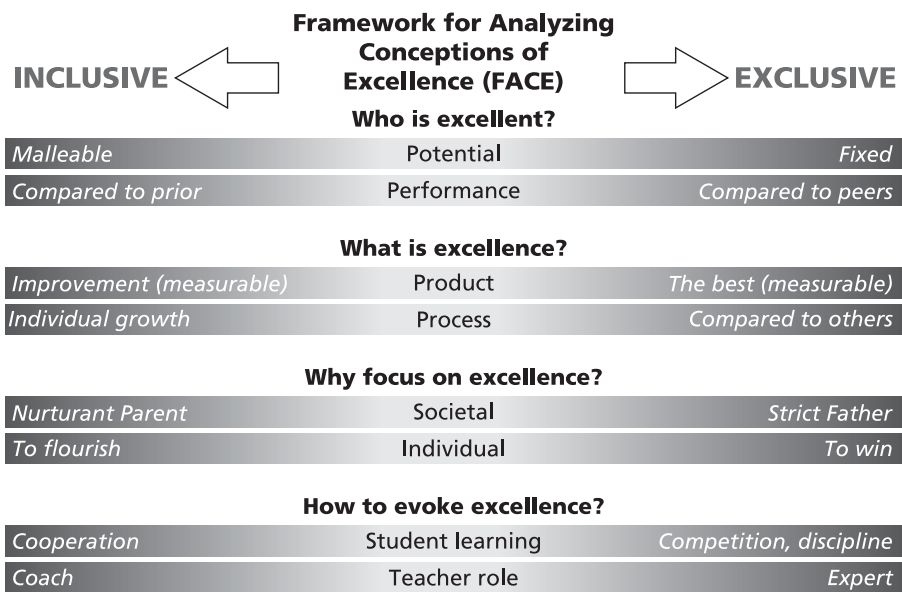 Framework for Analyzing
Conceptions of
Excellence (FACE)
INCLUSIVE
EXCLUSIVE
Who is excellent?
Malleable Potential Fixed
Compared to prior Performance Compared to peers
What is excellence?
Improvement (measurable) Product The best (measurable)
Individual growth Process Compared to others
Why focus on excellence?
Nurturant Parent Societal Strict Father
To flourish Individual To win
How to evoke excellence?
Cooperation Student learning Competition, discipline
Coach Teacher role Expert